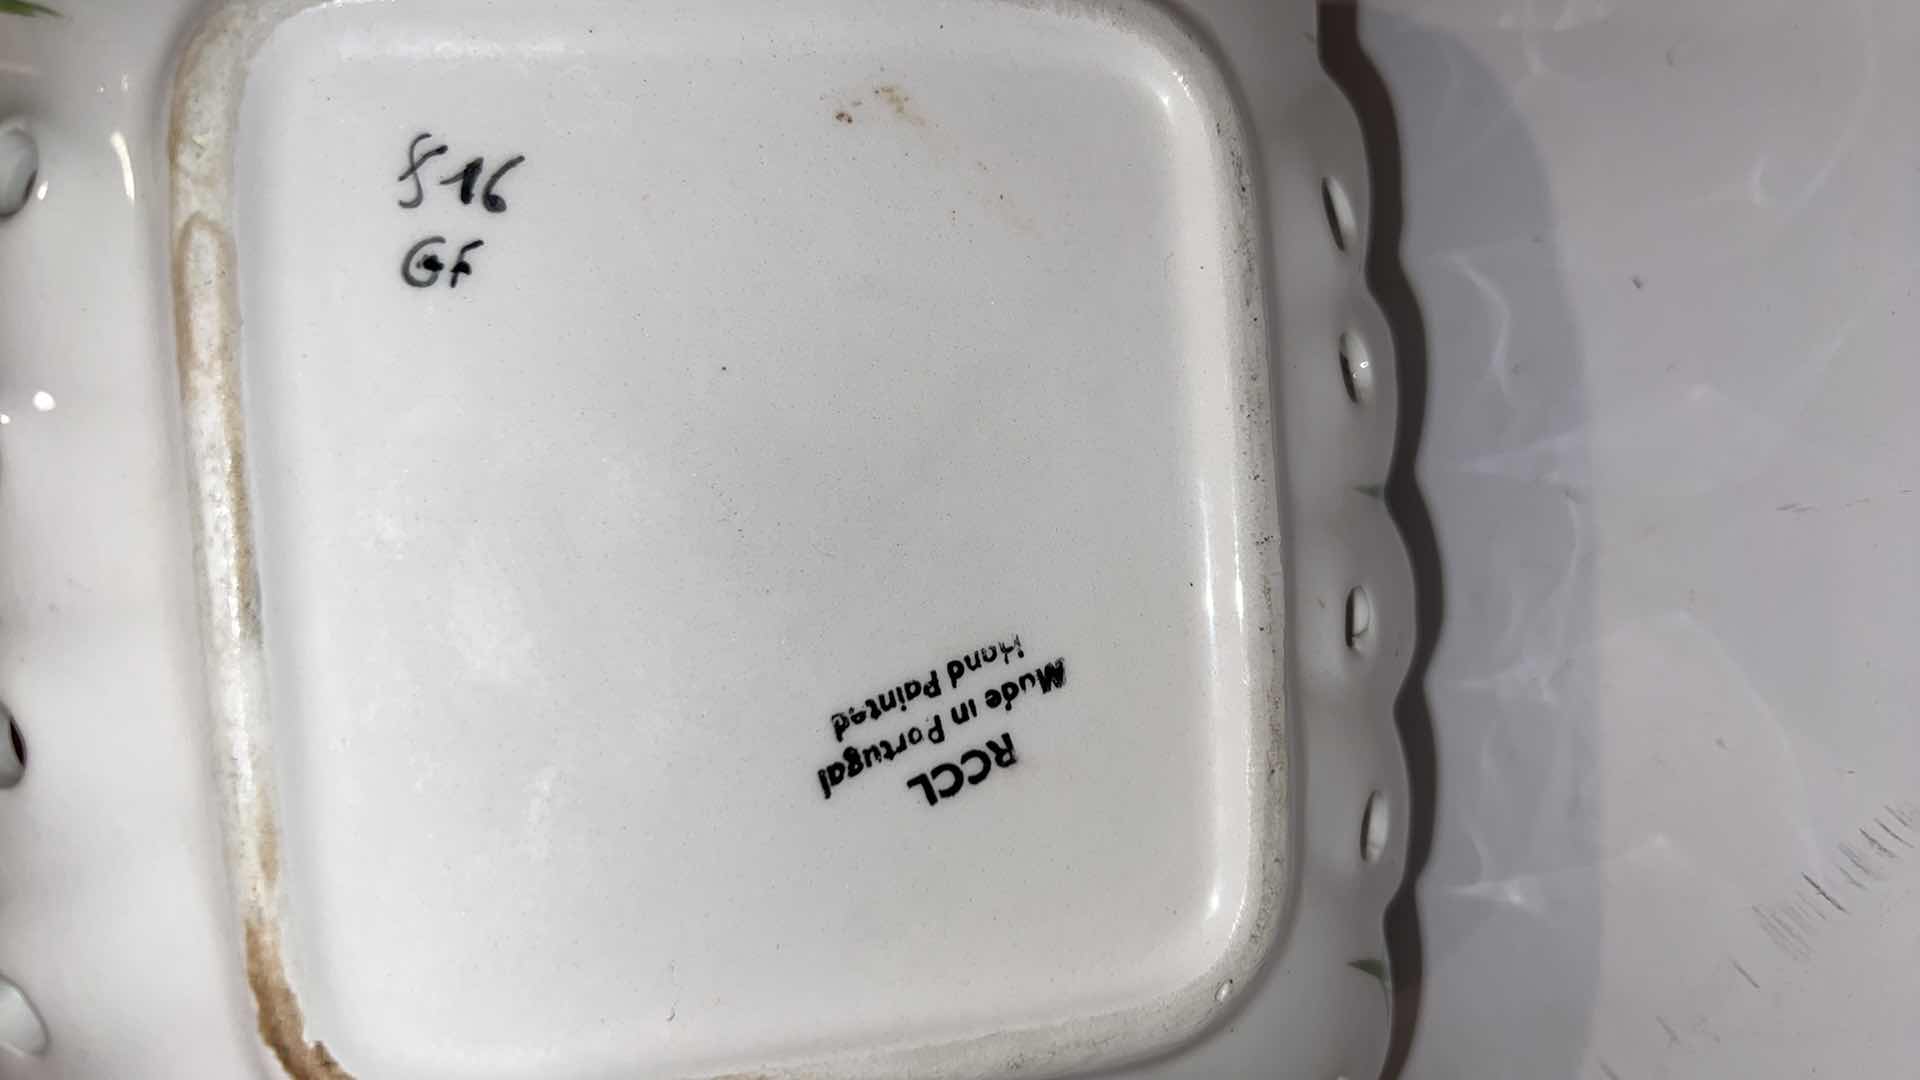 516
GF
RCCL
Made in Portugal
Hand Painted